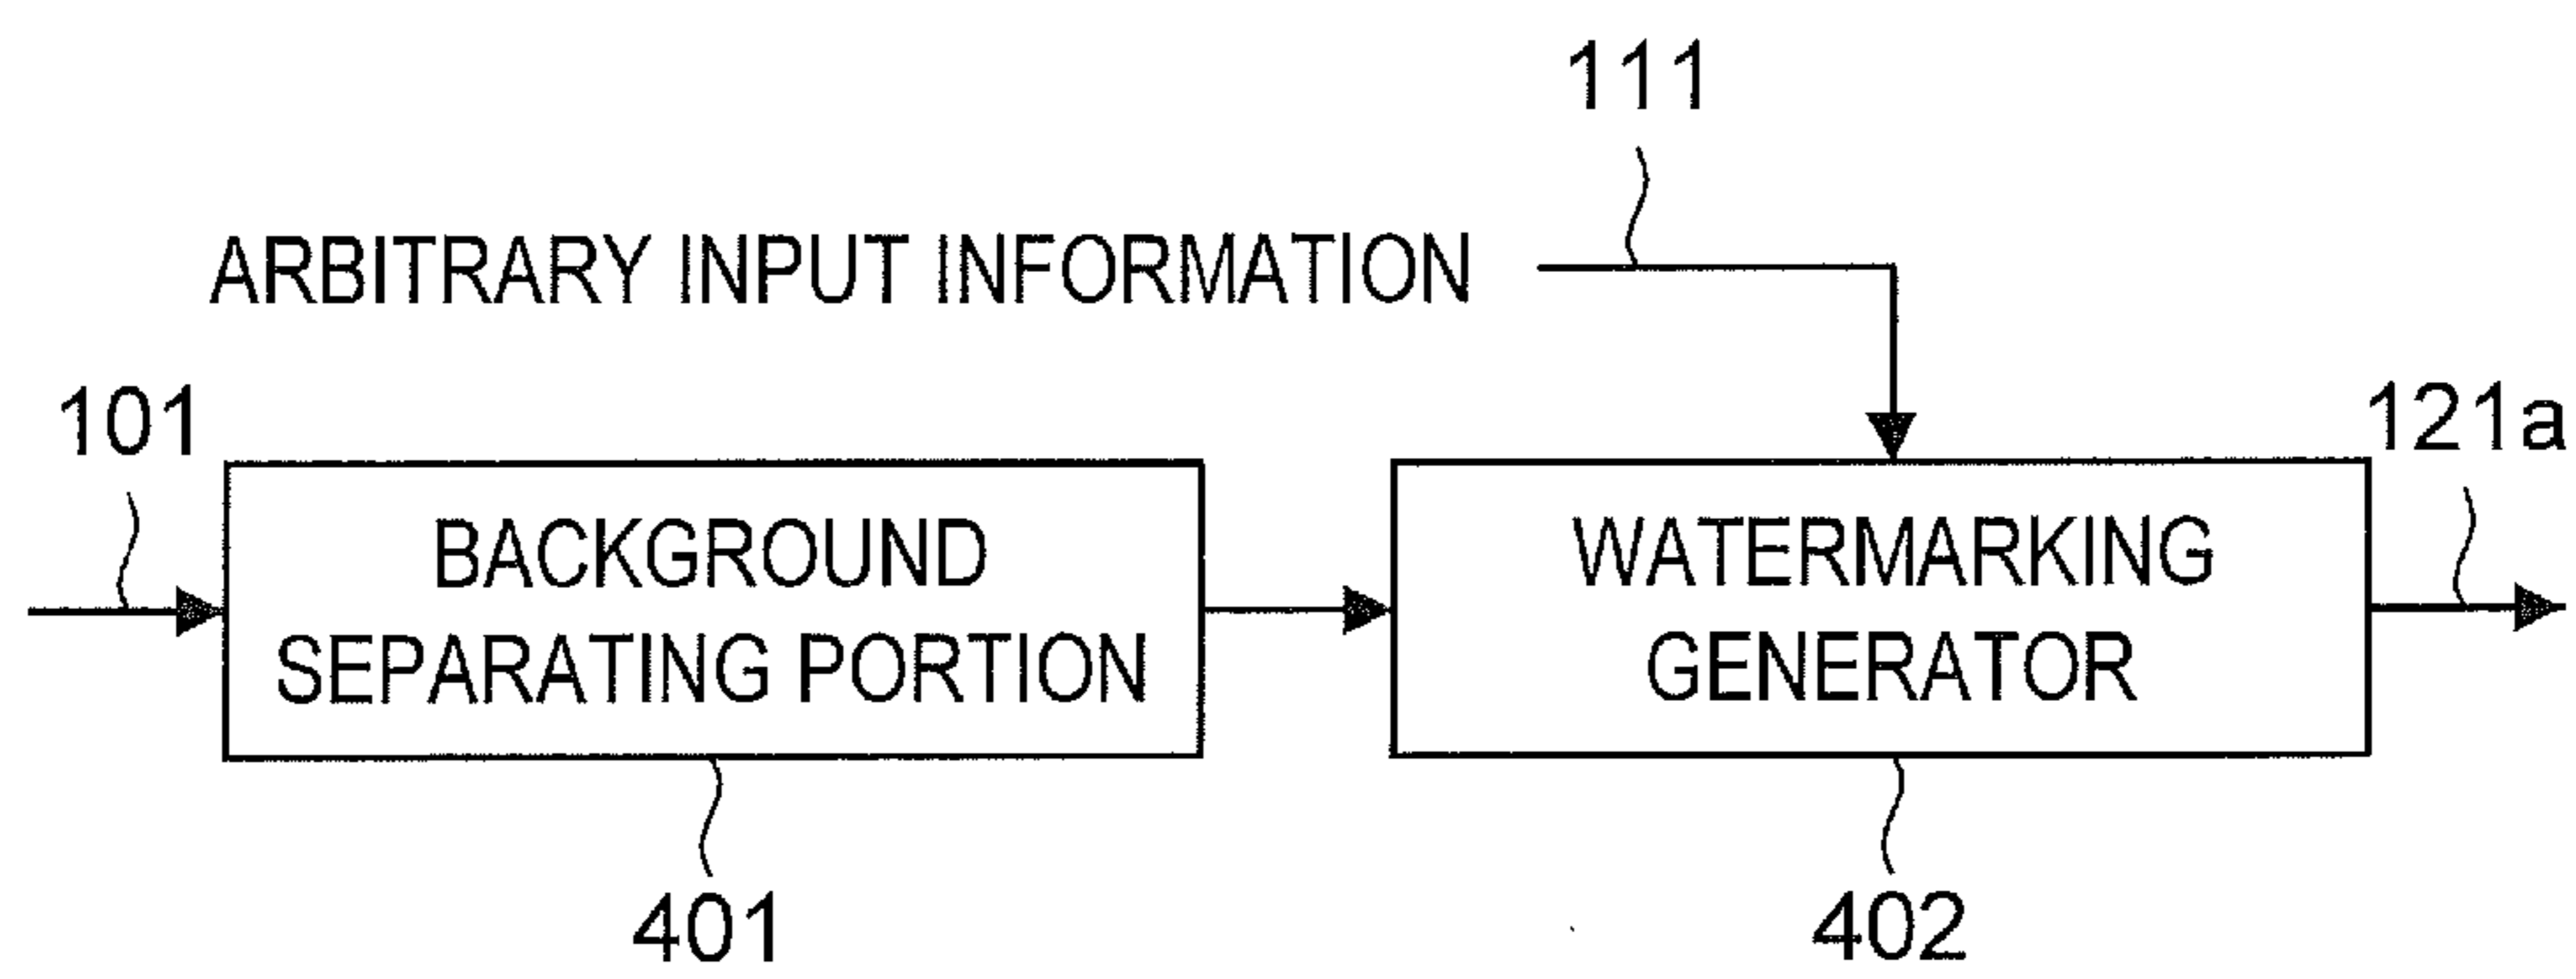 111
ARBITRARY INPUT INFORMATION
101
121a
BACKGROUND
SEPARATING PORTION
WATERMARKING
GENERATOR
401
402